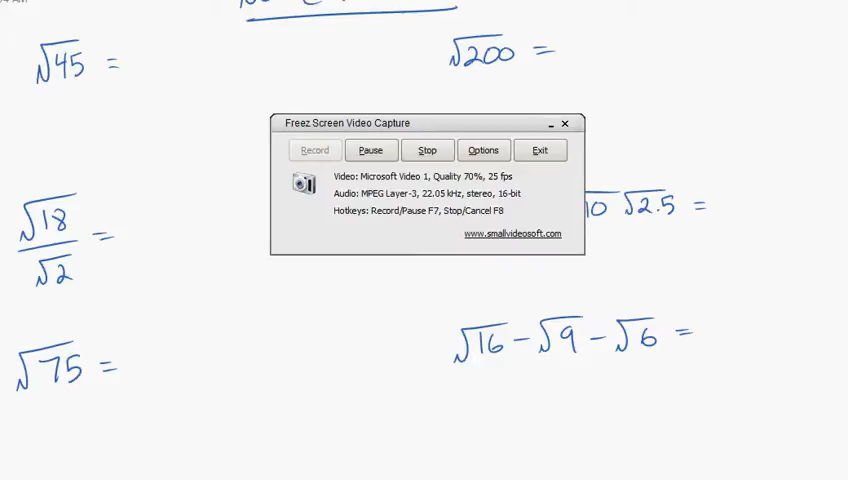 √45 =
√200 =
Freez Screen Video Capture
Record Pause Stop Options Exit
Video: Microsoft Video 1, Quality 70%, 25 fps
Audio: MPEG Layer-3, 22.05 kHz, stereo, 16-bit
Hotkeys: Record/Pause F7, Stop/Cancel F8
www.smallvideosoft.com
√18 / √2 =
10 √2.5 =
√16 - √9 - √6 =
√75 =